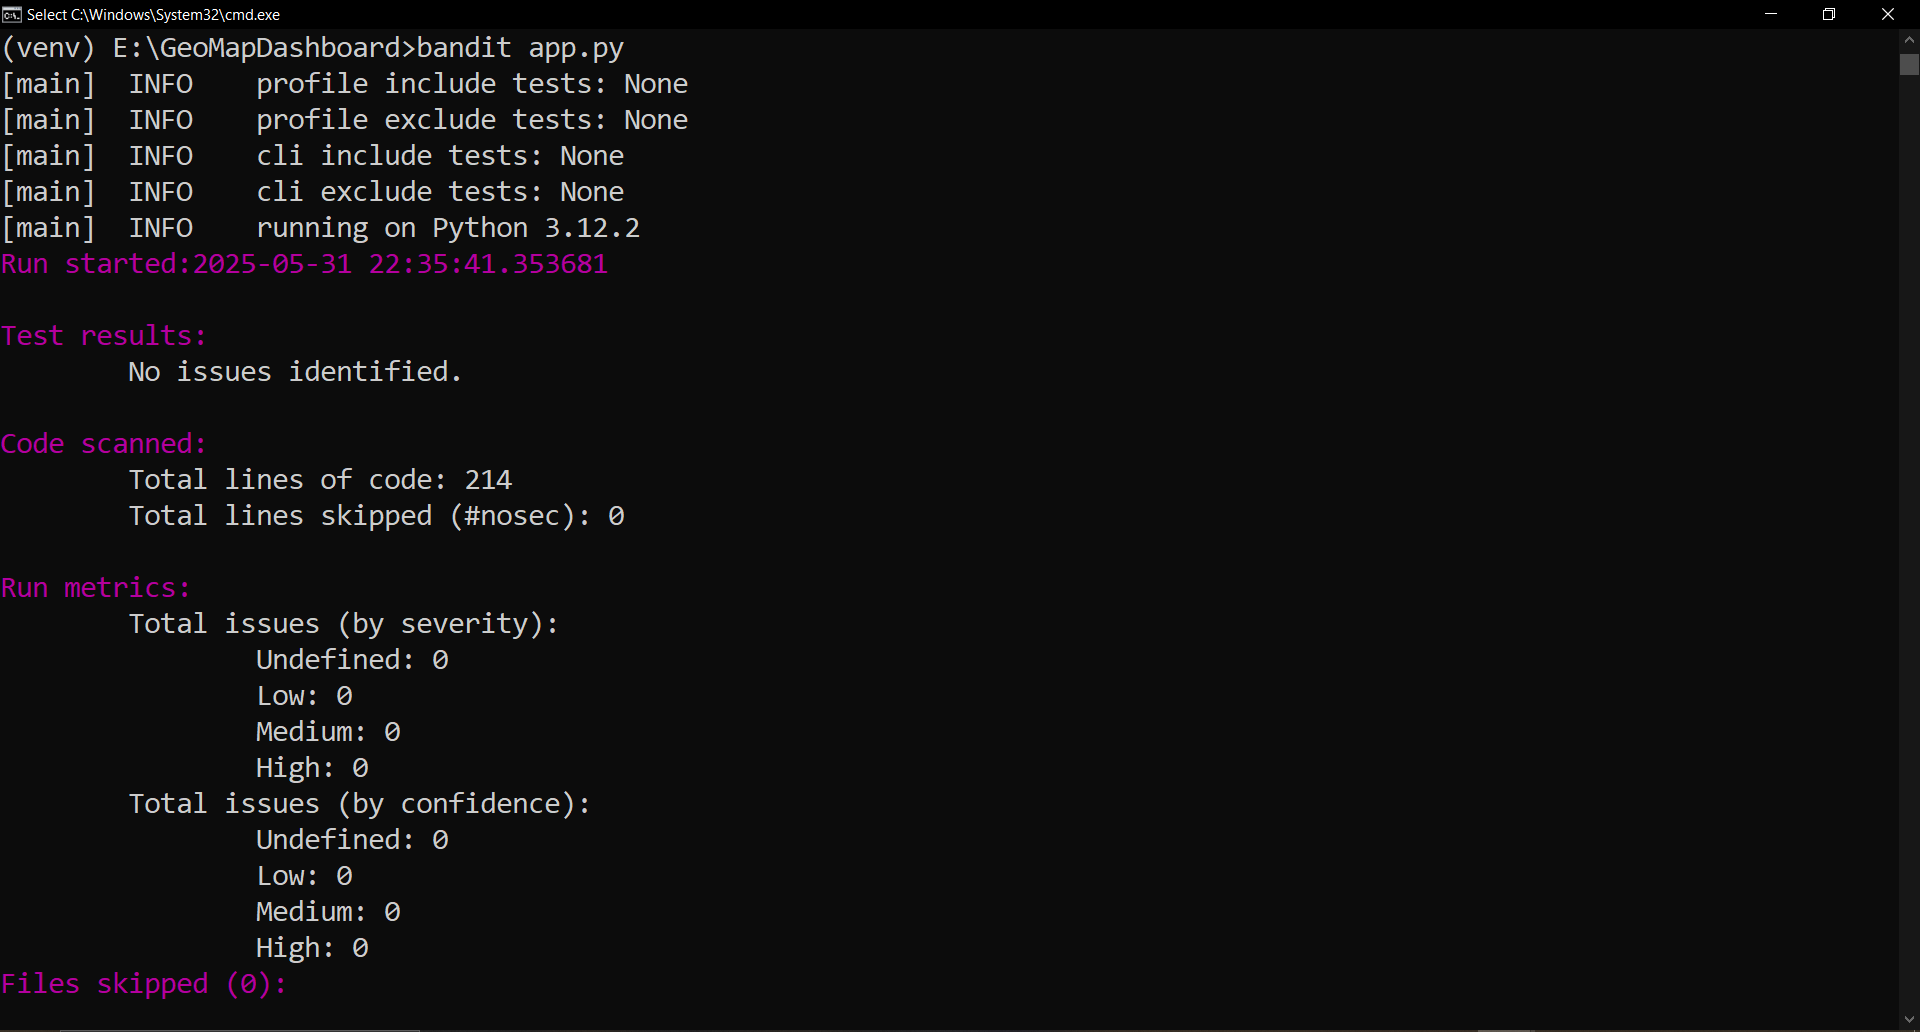 Select C:\Windows\System32\cmd.exe
(venv) E:\GeoMapDashboard>bandit app.py
[main]  INFO    profile include tests: None
[main]  INFO    profile exclude tests: None
[main]  INFO    cli include tests: None
[main]  INFO    cli exclude tests: None
[main]  INFO    running on Python 3.12.2
Run started:2025-05-31 22:35:41.353681
Test results:
No issues identified.
Code scanned:
Total lines of code: 214
Total lines skipped (#nosec): 0
Run metrics:
Total issues (by severity):
Undefined: 0
Low: 0
Medium: 0
High: 0
Total issues (by confidence):
Undefined: 0
Low: 0
Medium: 0
High: 0
Files skipped (0):